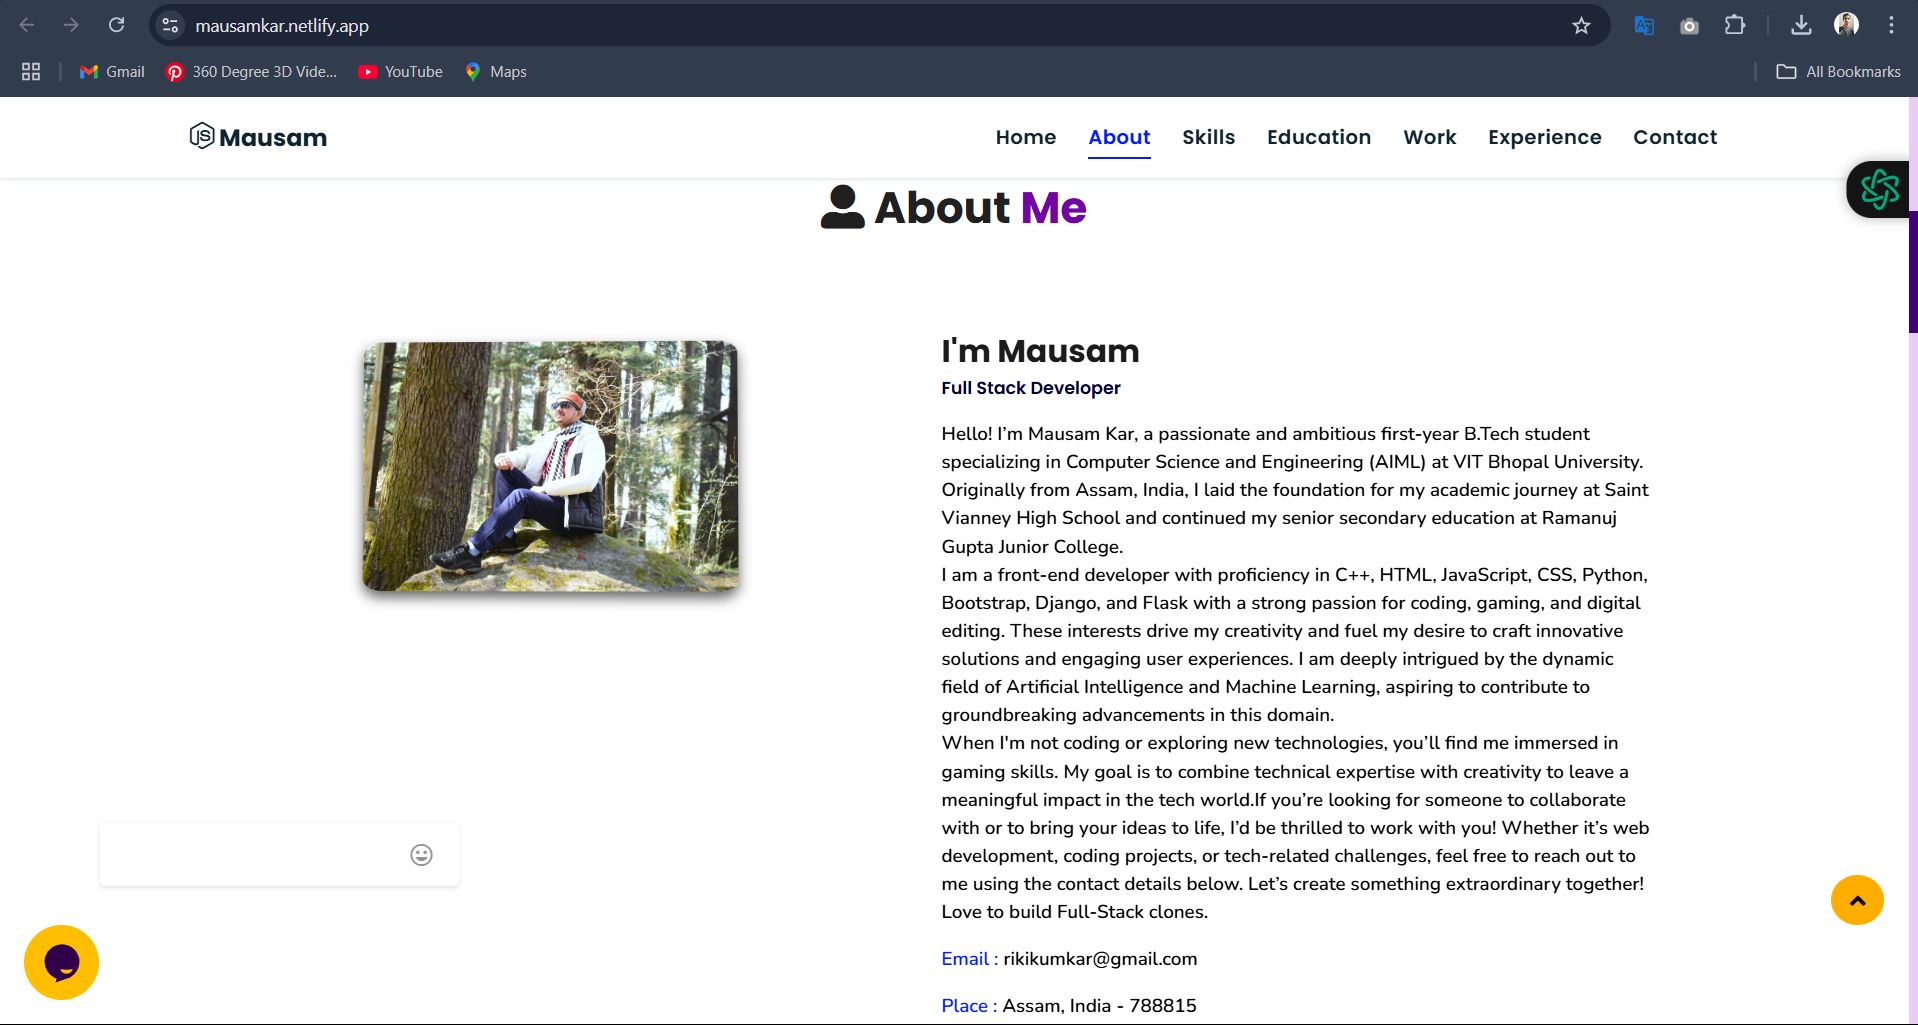 mausamkar.netlify.app
Gmail
360 Degree 3D Vide...
YouTube
Maps
All Bookmarks
JS Mausam
Home
About
Skills
Education
Work
Experience
Contact
About Me
I'm Mausam
Full Stack Developer
Hello! I’m Mausam Kar, a passionate and ambitious first-year B.Tech student
specializing in Computer Science and Engineering (AIML) at VIT Bhopal University.
Originally from Assam, India, I laid the foundation for my academic journey at Saint
Vianney High School and continued my senior secondary education at Ramanuj
Gupta Junior College.
I am a front-end developer with proficiency in C++, HTML, JavaScript, CSS, Python,
Bootstrap, Django, and Flask with a strong passion for coding, gaming, and digital
editing. These interests drive my creativity and fuel my desire to craft innovative
solutions and engaging user experiences. I am deeply intrigued by the dynamic
field of Artificial Intelligence and Machine Learning, aspiring to contribute to
groundbreaking advancements in this domain.
When I'm not coding or exploring new technologies, you’ll find me immersed in
gaming skills. My goal is to combine technical expertise with creativity to leave a
meaningful impact in the tech world.If you’re looking for someone to collaborate
with or to bring your ideas to life, I’d be thrilled to work with you! Whether it’s web
development, coding projects, or tech-related challenges, feel free to reach out to
me using the contact details below. Let’s create something extraordinary together!
Love to build Full-Stack clones.
Email : rikikumkar@gmail.com
Place : Assam, India - 788815